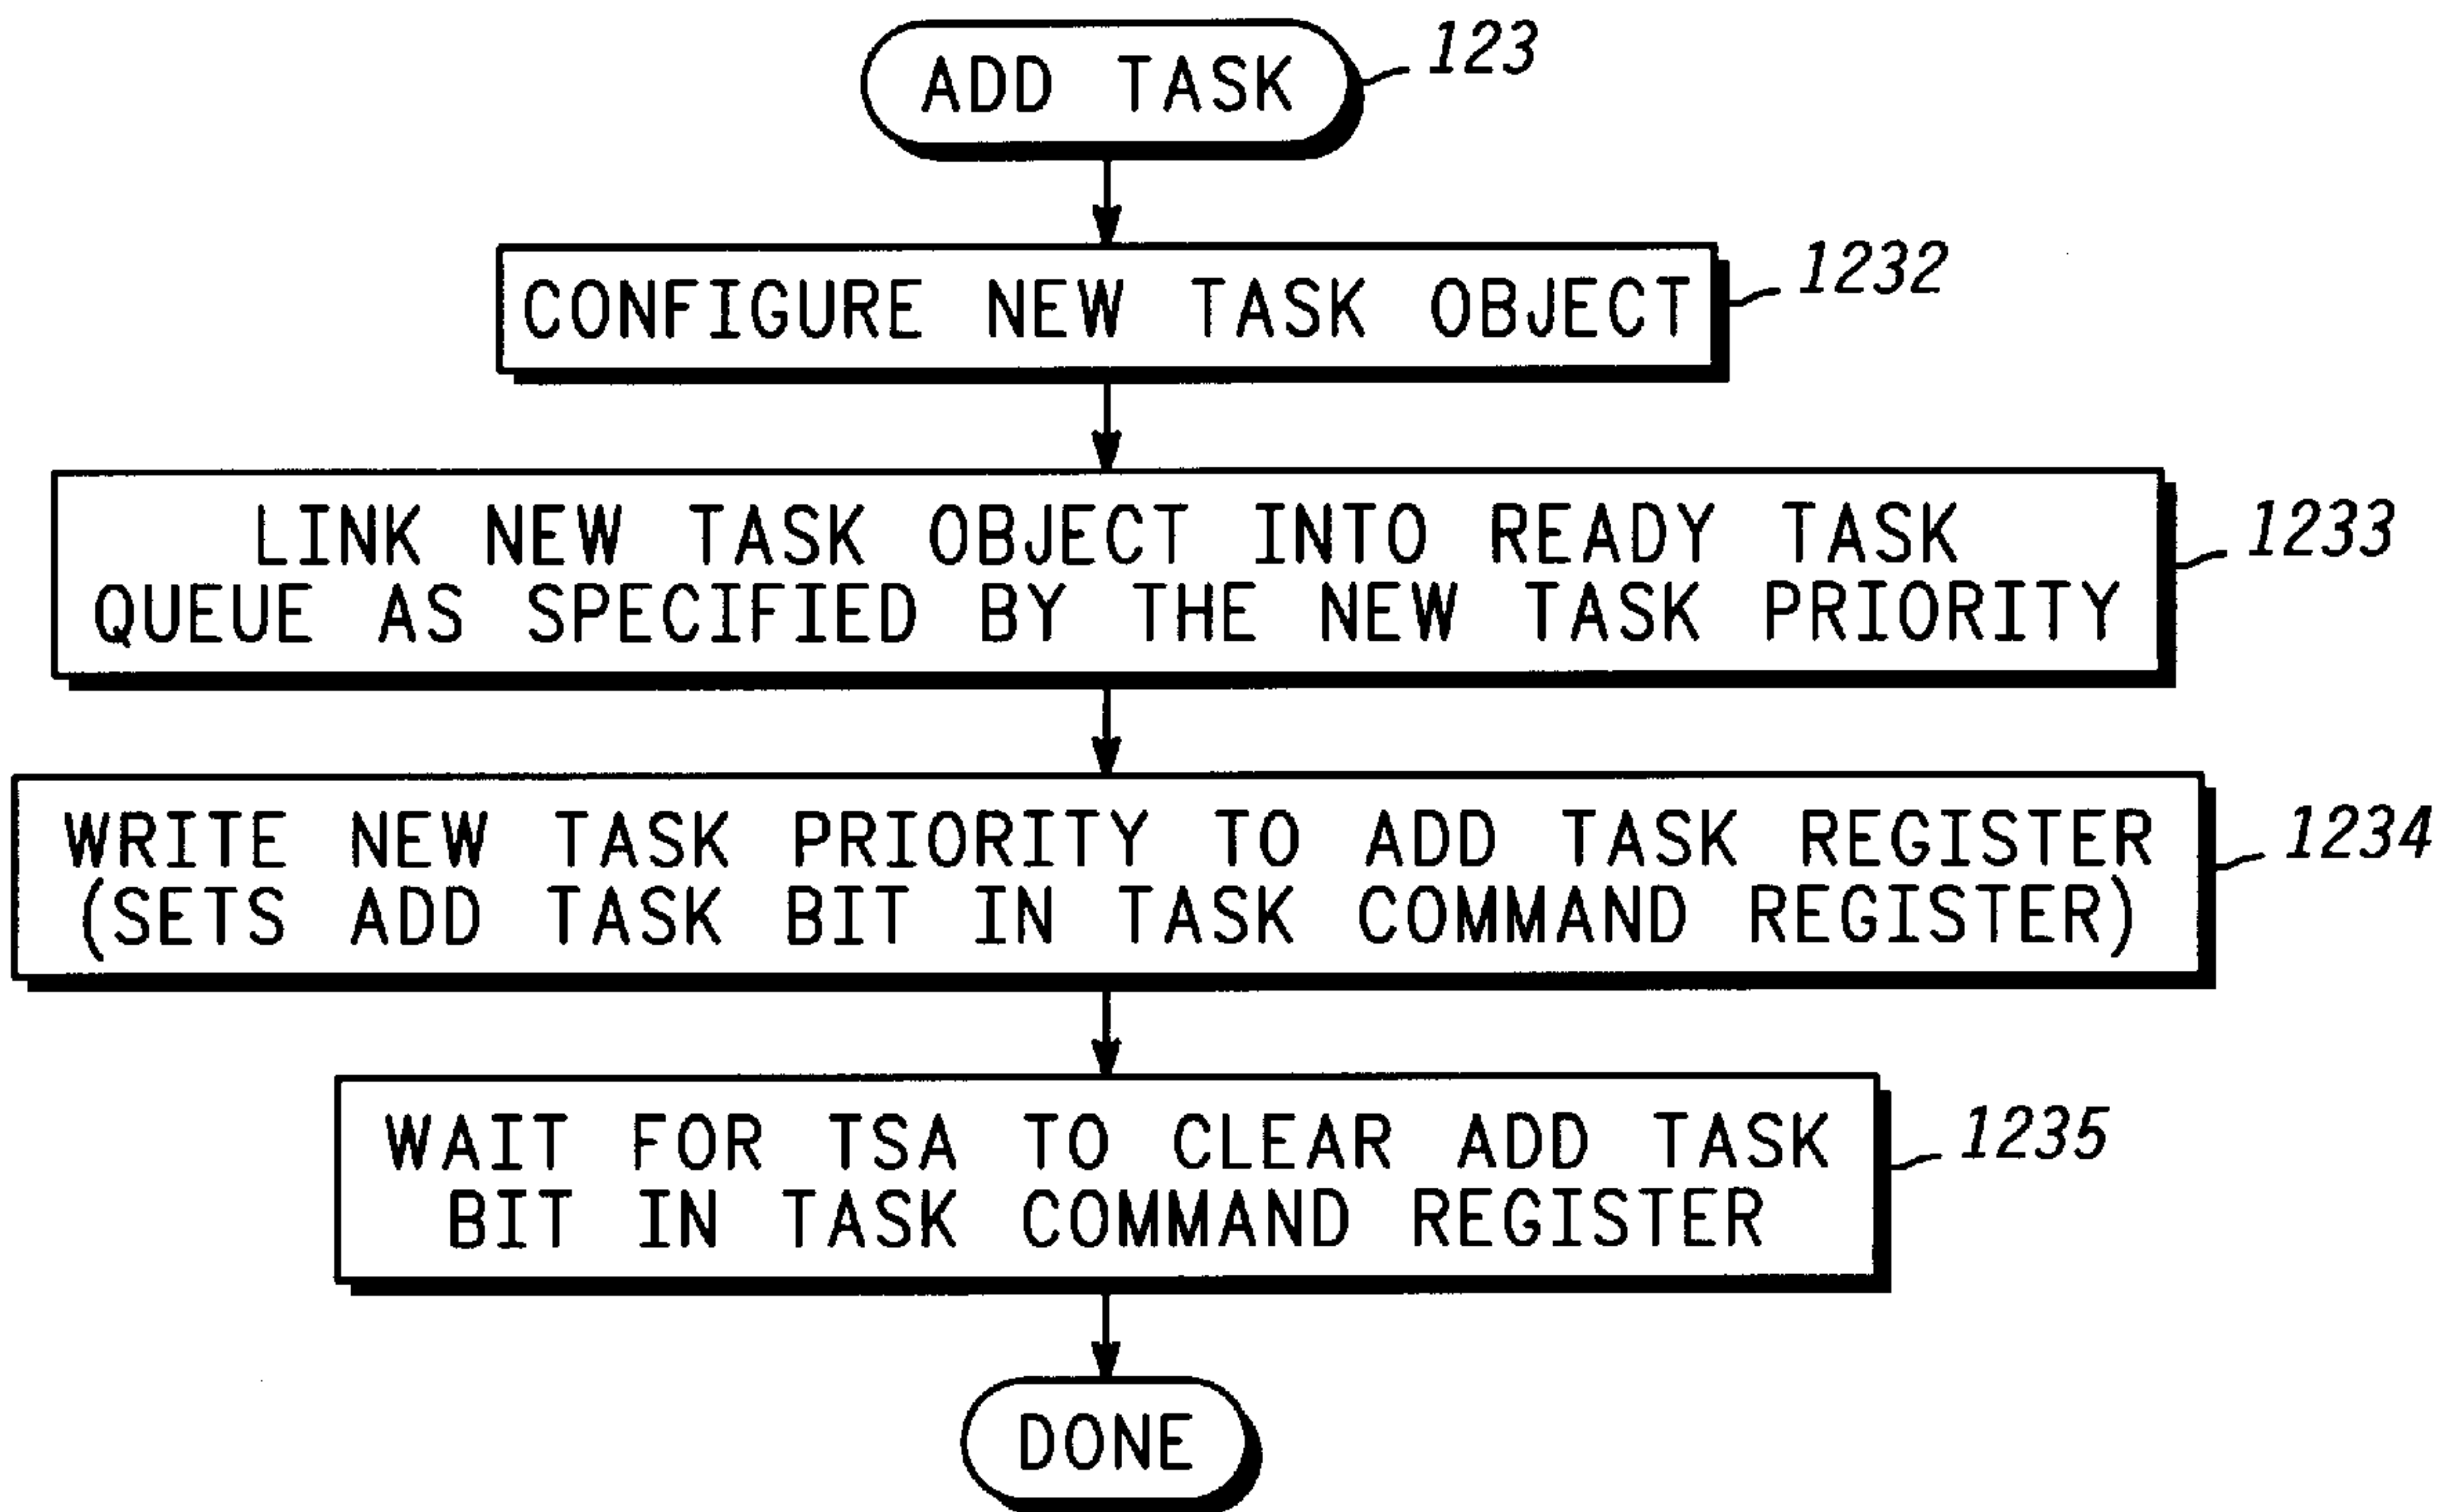 ADD TASK
123
CONFIGURE NEW TASK OBJECT
1232
LINK NEW TASK OBJECT INTO READY TASK
QUEUE AS SPECIFIED BY THE NEW TASK PRIORITY
1233
WRITE NEW TASK PRIORITY TO ADD TASK REGISTER
(SETS ADD TASK BIT IN TASK COMMAND REGISTER)
1234
WAIT FOR TSA TO CLEAR ADD TASK
BIT IN TASK COMMAND REGISTER
1235
DONE